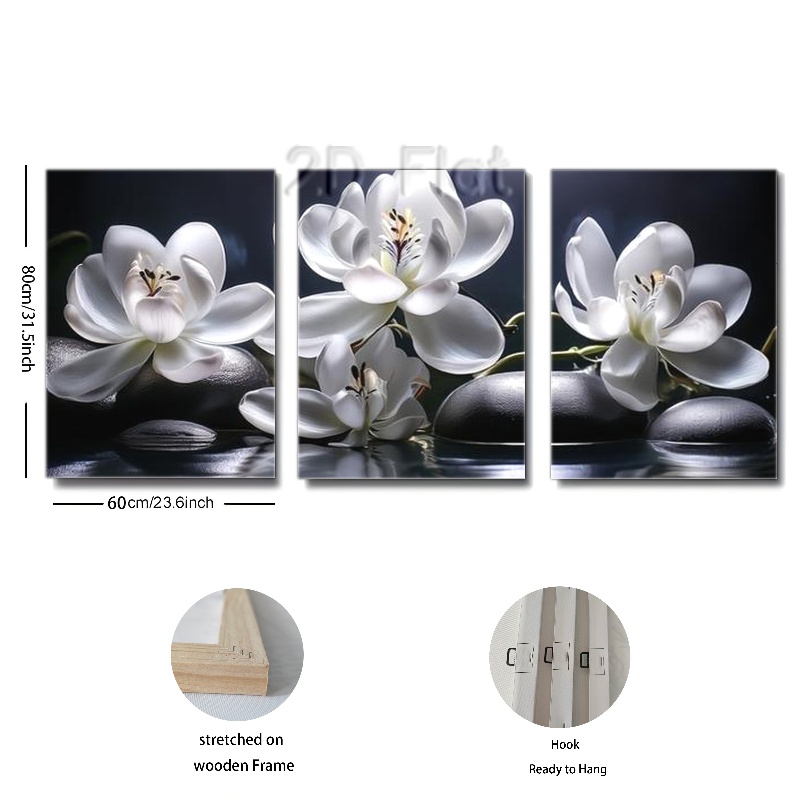 2D Flat
80cm/31.5inch
60cm/23.6inch
stretched on
wooden Frame
Hook
Ready to Hang